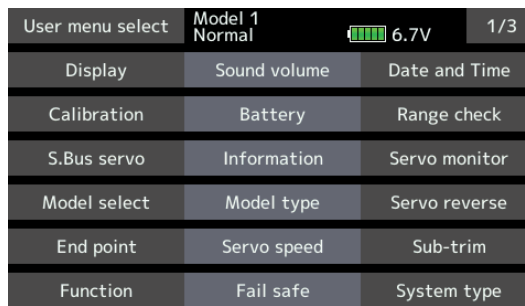 User menu select
Model 1
Normal
6.7V
1/3
Display
Sound volume
Date and Time
Calibration
Battery
Range check
S.Bus servo
Information
Servo monitor
Model select
Model type
Servo reverse
End point
Servo speed
Sub-trim
Function
Fail safe
System type